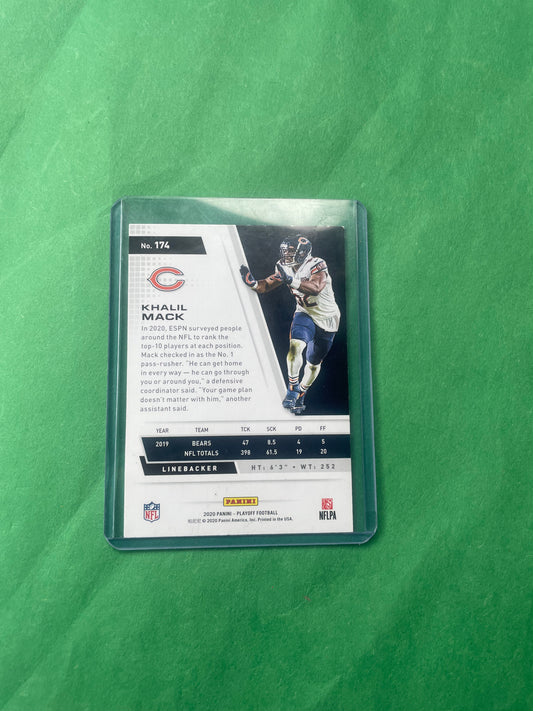 No. 174
C
KHALIL
MACK
In 2020, ESPN surveyed people
around the NFL to rank the
top-10 players at each position.
Mack checked in as the No. 1
pass-rusher. "He can get home
in every way — he can go through
you or around you," a defensive
coordinator said. "Your game plan
doesn't matter with him," another
assistant said.
YEAR TEAM TCK SCK PD FF
2019 BEARS 47 8.5 4 5
NFL TOTALS 398 61.5 19 20
LINEBACKER HT: 6'3" • WT: 252
NFL
PANINI
NFLPA
2020 PANINI - PLAYOFF FOOTBALL
© 2020 Panini America, Inc. Printed in the USA.
52